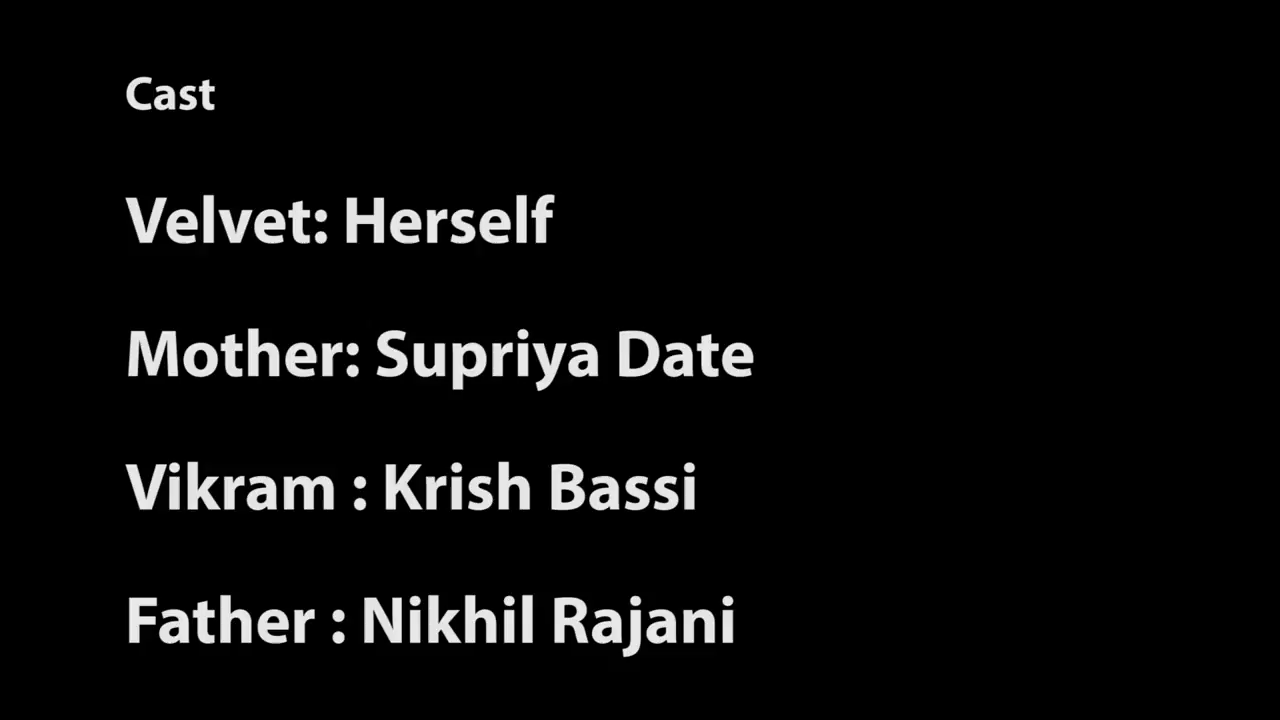 Cast
Velvet: Herself
Mother: Supriya Date
Vikram : Krish Bassi
Father : Nikhil Rajani